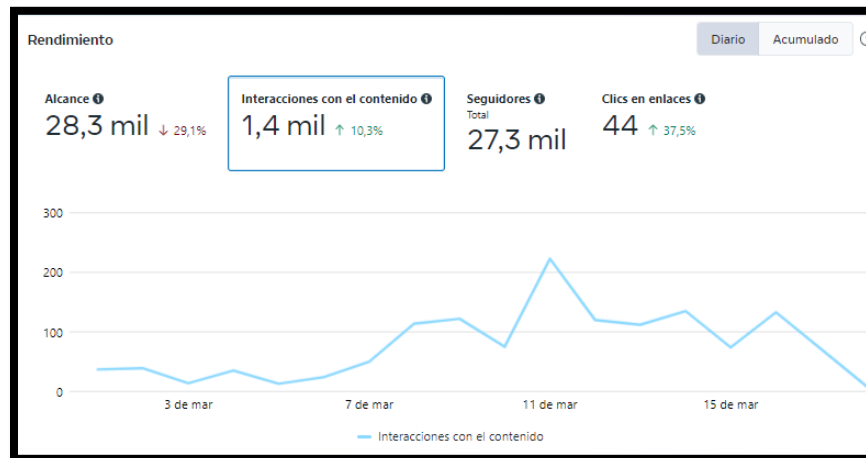 Rendimiento
Diario Acumulado
Alcance
28,3 mil ↓ 29,1%
Interacciones con el contenido
1,4 mil ↑ 10,3%
Seguidores
Total
27,3 mil
Clics en enlaces
44 ↑ 37,5%
300
200
100
0
3 de mar 7 de mar 11 de mar 15 de mar
Interacciones con el contenido